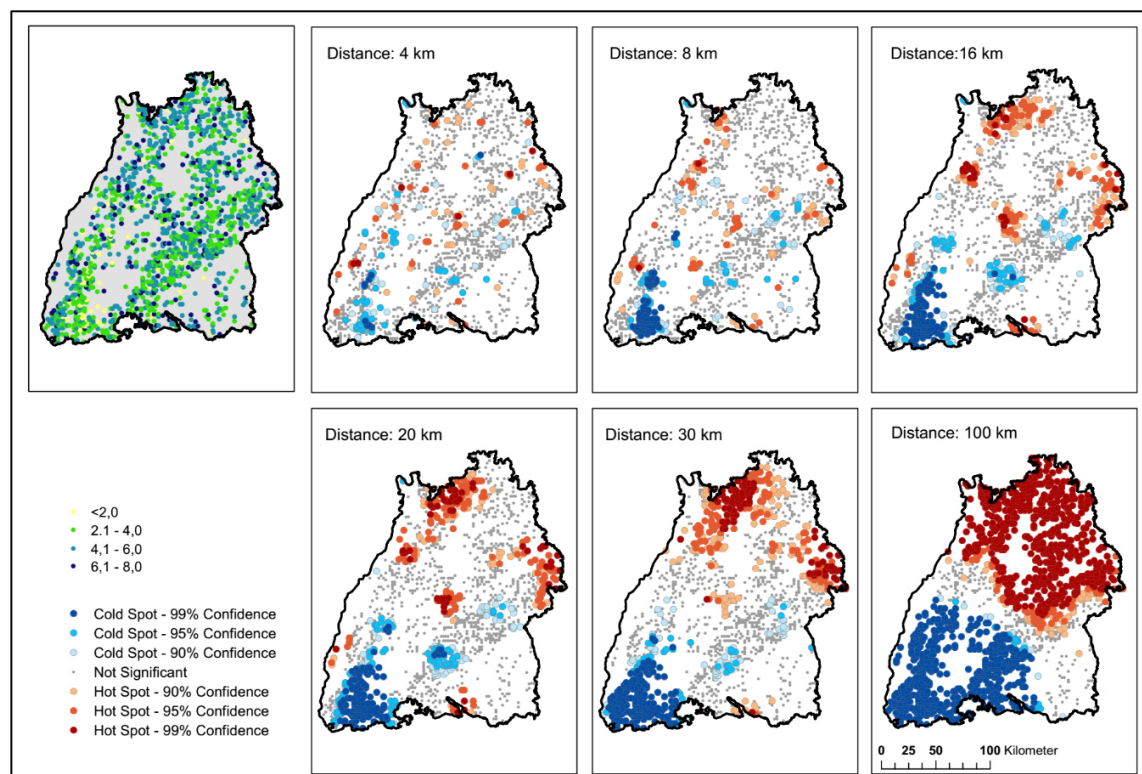 Distance: 4 km
Distance: 8 km
Distance:16 km
Distance: 20 km
Distance: 30 km
Distance: 100 km
<2,0
2.1 - 4,0
4,1 - 6,0
6,1 - 8,0
Cold Spot - 99% Confidence
Cold Spot - 95% Confidence
Cold Spot - 90% Confidence
Not Significant
Hot Spot - 90% Confidence
Hot Spot - 95% Confidence
Hot Spot - 99% Confidence
0 25 50 100 Kilometer